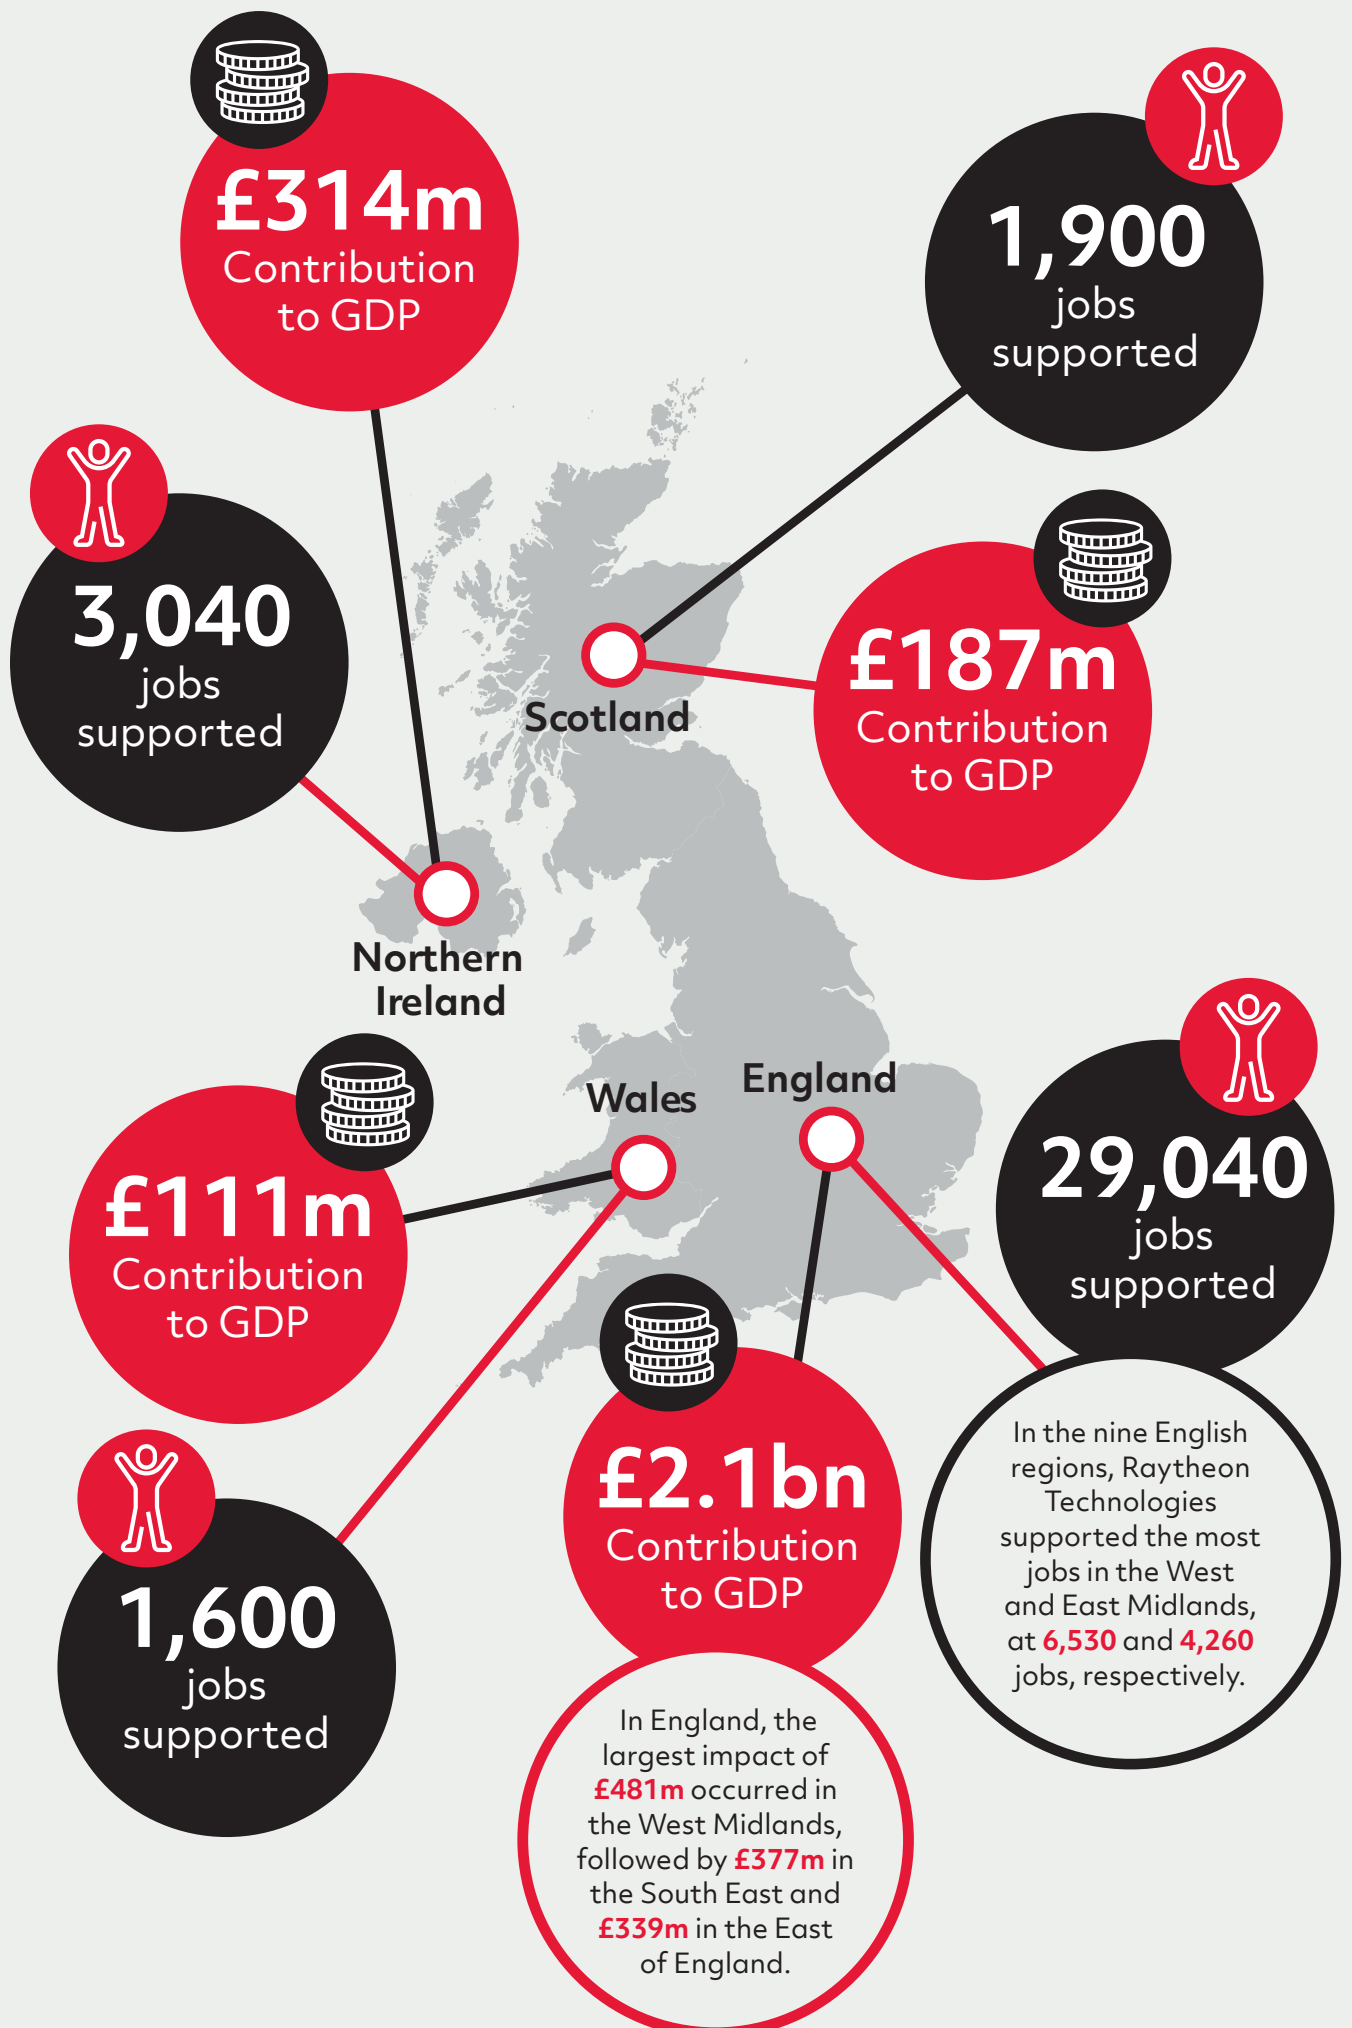 £314m
Contribution
to GDP
1,900
jobs
supported
3,040
jobs
supported
£187m
Contribution
to GDP
Scotland
Northern
Ireland
England
Wales
£111m
Contribution
to GDP
29,040
jobs
supported
£2.1bn
Contribution
to GDP
In the nine English
regions, Raytheon
Technologies
supported the most
jobs in the West
and East Midlands,
at 6,530 and 4,260
jobs, respectively.
1,600
jobs
supported
In England, the
largest impact of
£481m occurred in
the West Midlands,
followed by £377m in
the South East and
£339m in the East
of England.